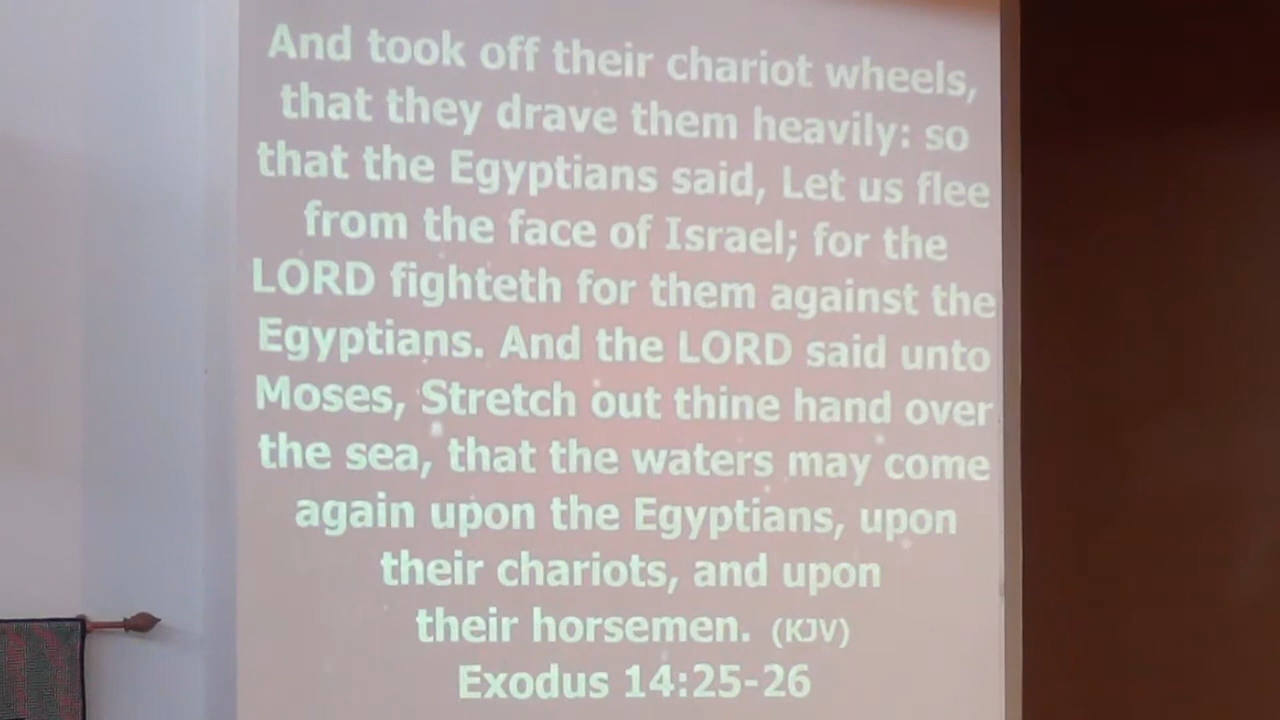 And took off their chariot wheels,
that they drave them heavily: so
that the Egyptians said, Let us flee
from the face of Israel; for the
LORD fighteth for them against the
Egyptians. And the LORD said unto
Moses, Stretch out thine hand over
the sea, that the waters may come
again upon the Egyptians, upon
their chariots, and upon
their horsemen. (KJV)
Exodus 14:25-26